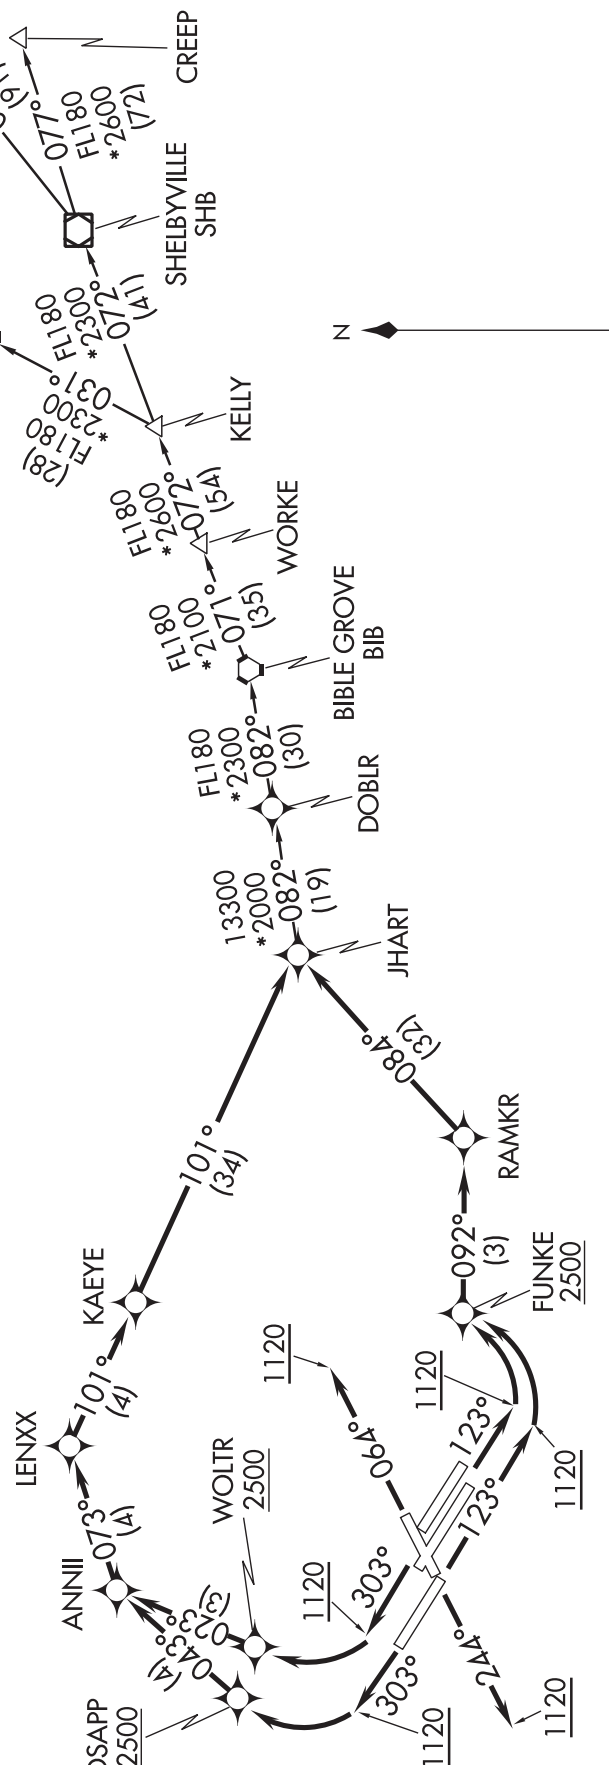 CREEP
077°
FL180
*2600
(72)
SHELBYVILLE
SHB
FL180
*2300
072°
(41)
N
031°
*2300
FL180
(28)
KELLY
FL180
*2600
072°
(54)
WORKE
FL180
*2100
071°
(35)
BIBLE GROVE
BIB
FL180
*2300
082°
(30)
DOBLR
13300
*2000
082°
(19)
JHART
084°
(32)
RAMKR
101°
(34)
KAEYE
092°
(3)
FUNKE
2500
101°
(4)
LENXX
073°
(4)
ANNII
023°
(3)
043°
(4)
WOLTR
2500
OSAPP
2500
1120
064°
1120
123°
123°
1120
303°
1120
303°
1120
244°
1120